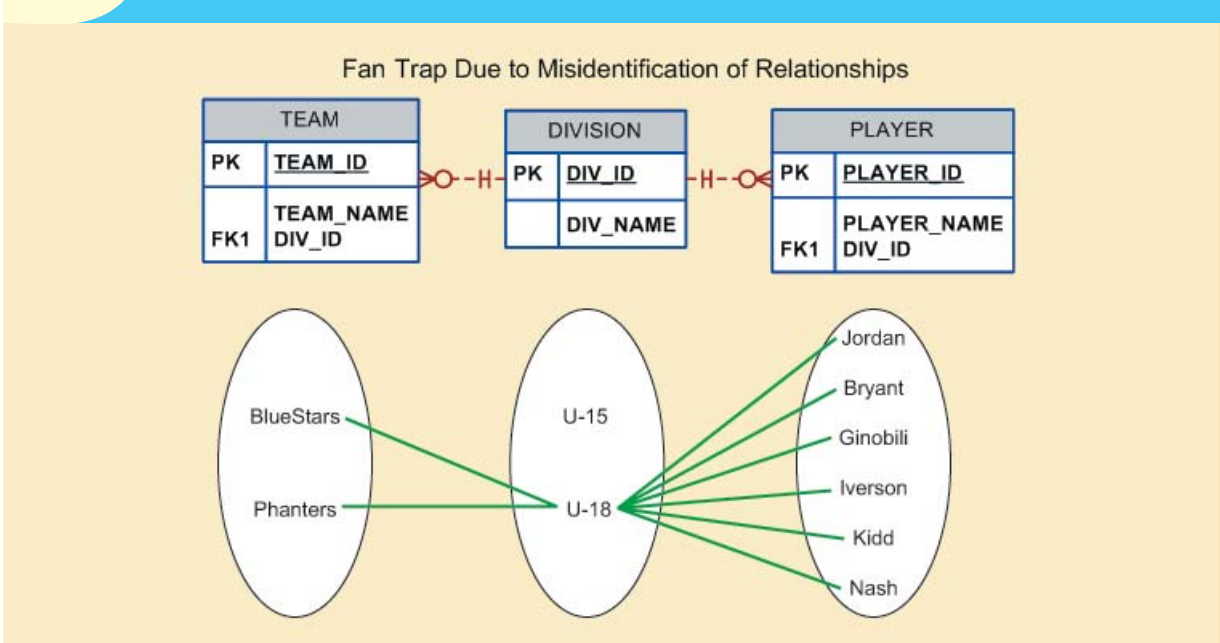 Fan Trap Due to Misidentification of Relationships
TEAM
PK TEAM_ID
TEAM_NAME
FK1 DIV_ID
DIVISION
PK DIV_ID
DIV_NAME
PLAYER
PK PLAYER_ID
PLAYER_NAME
FK1 DIV_ID
BlueStars
Phanters
U-15
U-18
Jordan
Bryant
Ginobili
Iverson
Kidd
Nash